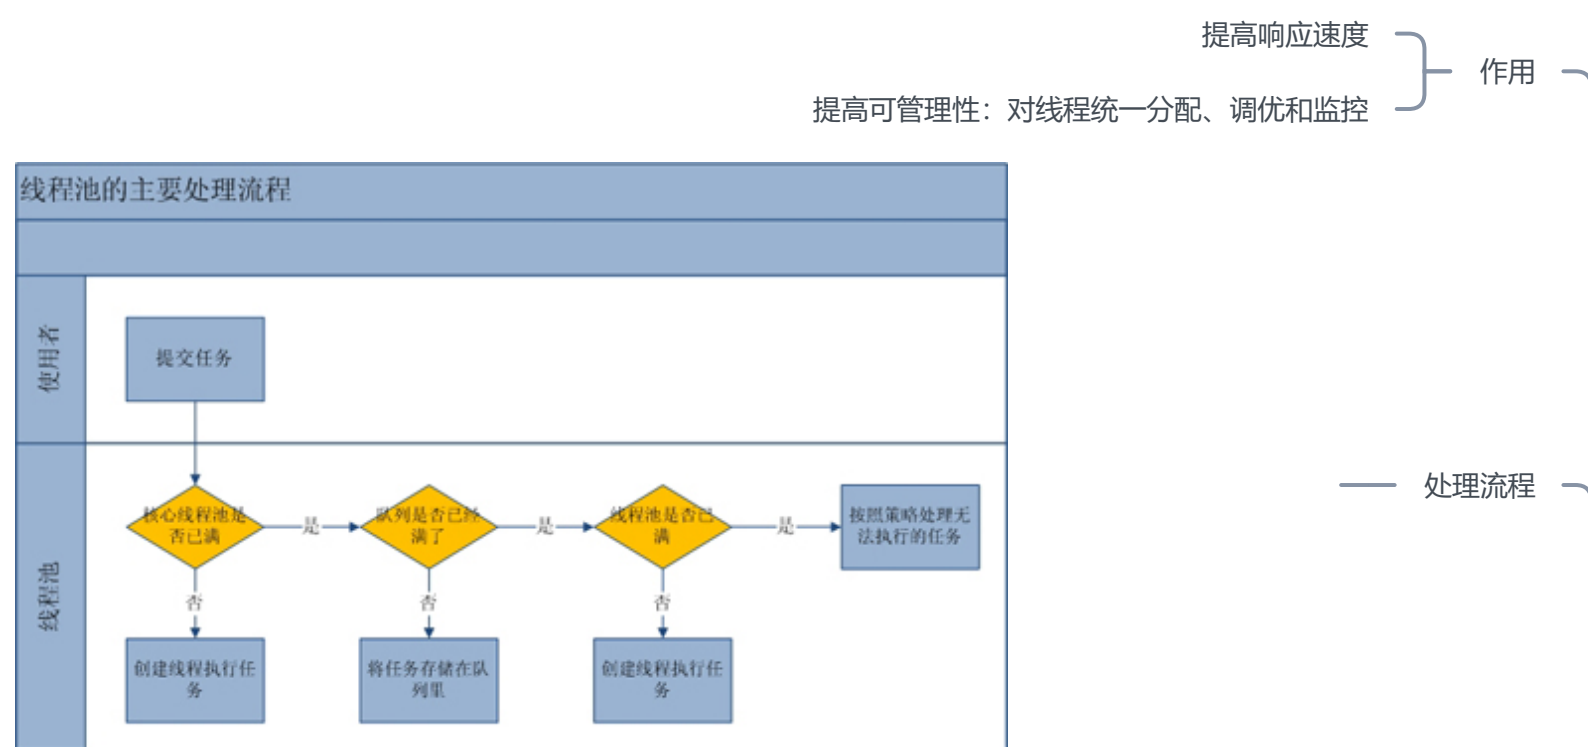 提高响应速度
作用
提高可管理性：对线程统一分配、调优和监控
线程池的主要处理流程
使用者
提交任务
处理流程
线程池
核心线程池是
否已满
是
队列是否已经
满了
是
线程池是否已
满
是
按照策略处理无
法执行的任务
否
否
否
创建线程执行任
务
将任务存储在队
列里
创建线程执行任
务